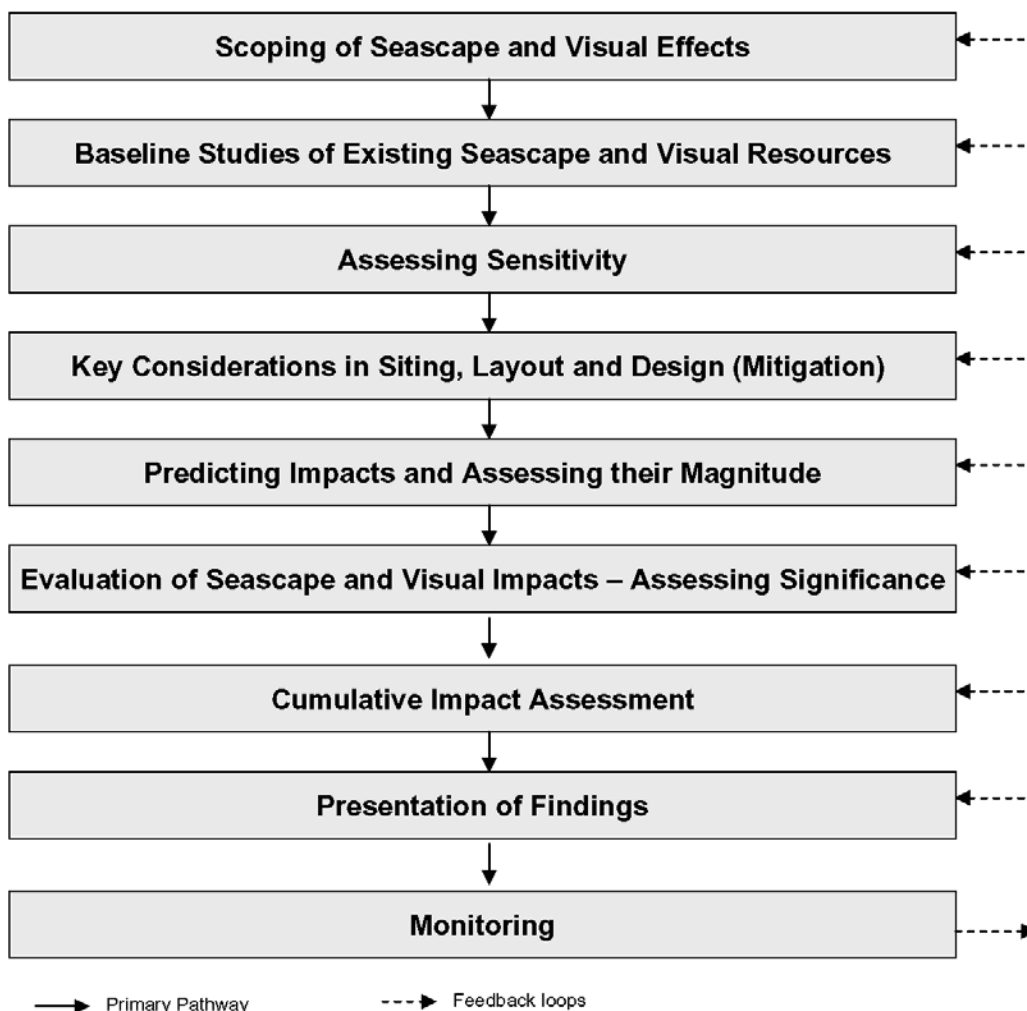 Scoping of Seascape and Visual Effects
Baseline Studies of Existing Seascape and Visual Resources
Assessing Sensitivity
Key Considerations in Siting, Layout and Design (Mitigation)
Predicting Impacts and Assessing their Magnitude
Evaluation of Seascape and Visual Impacts – Assessing Significance
Cumulative Impact Assessment
Presentation of Findings
Monitoring
Primary Pathway Feedback loops